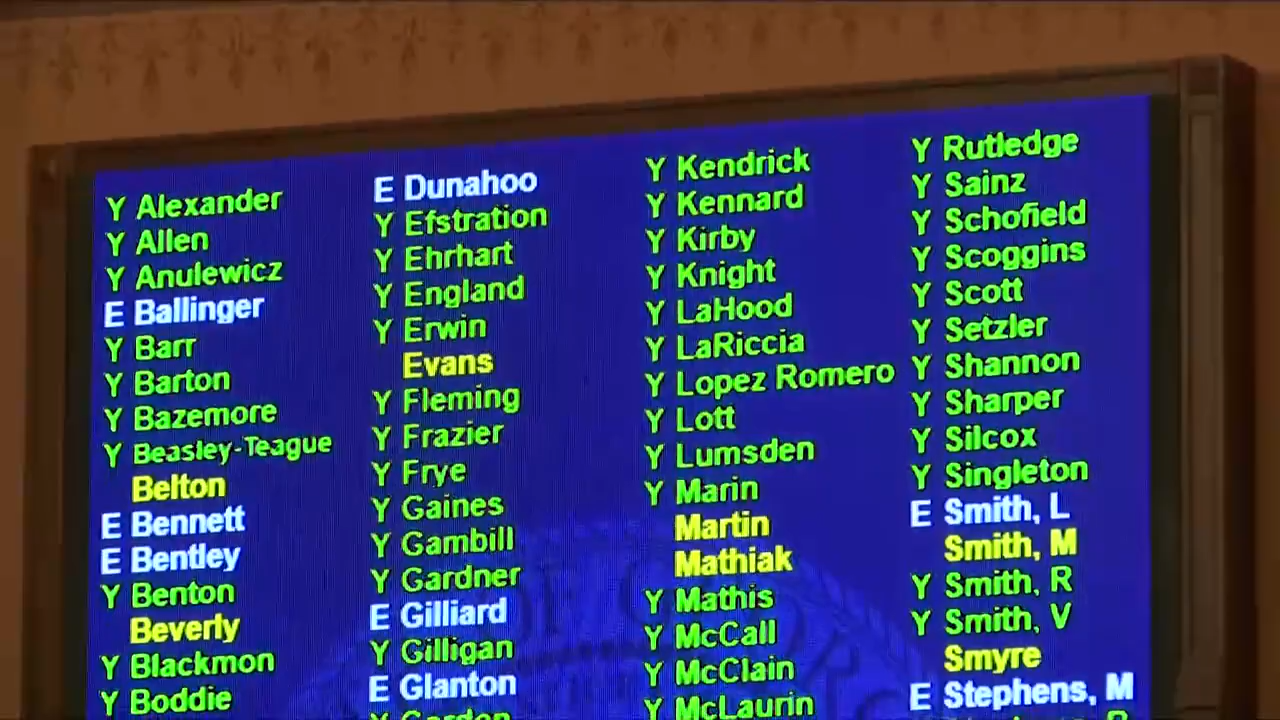 Y Alexander
Y Allen
Y Anulewicz
E Ballinger
Y Barr
Y Barton
Y Bazemore
Y Beasley-Teague
Belton
E Bennett
E Bentley
Y Benton
Beverly
Y Blackmon
Y Boddie
E Dunahoo
Y Efstration
Y Ehrhart
Y England
Y Erwin
Evans
Y Fleming
Y Frazier
Y Frye
Y Gaines
Y Gambill
Y Gardner
E Gilliard
Y Gilligan
E Glanton
Y Gordon
Y Kendrick
Y Kennard
Y Kirby
Y Knight
Y LaHood
Y LaRiccia
Y Lopez Romero
Y Lott
Y Lumsden
Y Marin
Martin
Mathiak
Y Mathis
Y McCall
Y McClain
Y McLaurin
Y Rutledge
Y Sainz
Y Schofield
Y Scoggins
Y Scott
Y Setzler
Y Shannon
Y Sharper
Y Silcox
Y Singleton
E Smith, L
Smith, M
Y Smith, R
Y Smith, V
Smyre
E Stephens, M